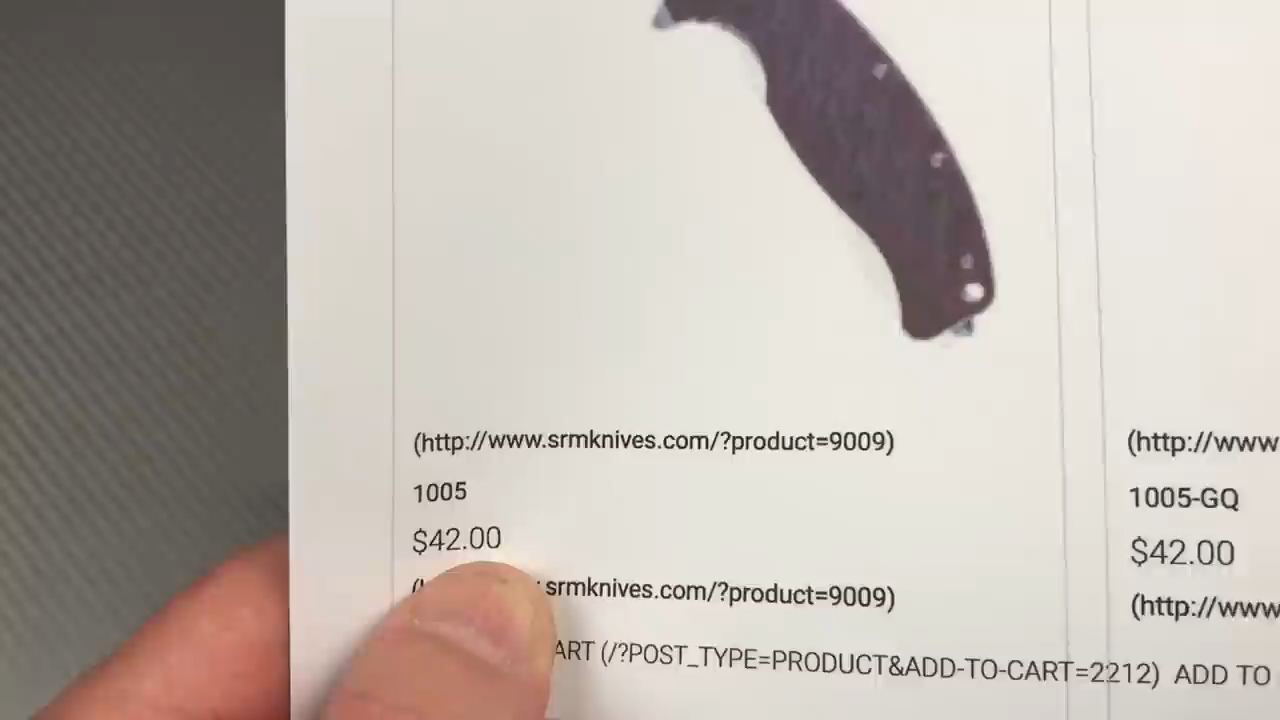 (http://www.srmknives.com/?product=9009)
1005
$42.00
srmknives.com/?product=9009)
ART (/?POST_TYPE=PRODUCT&ADD-TO-CART=2212) ADD TO
(http://www
1005-GQ
$42.00
(http://www